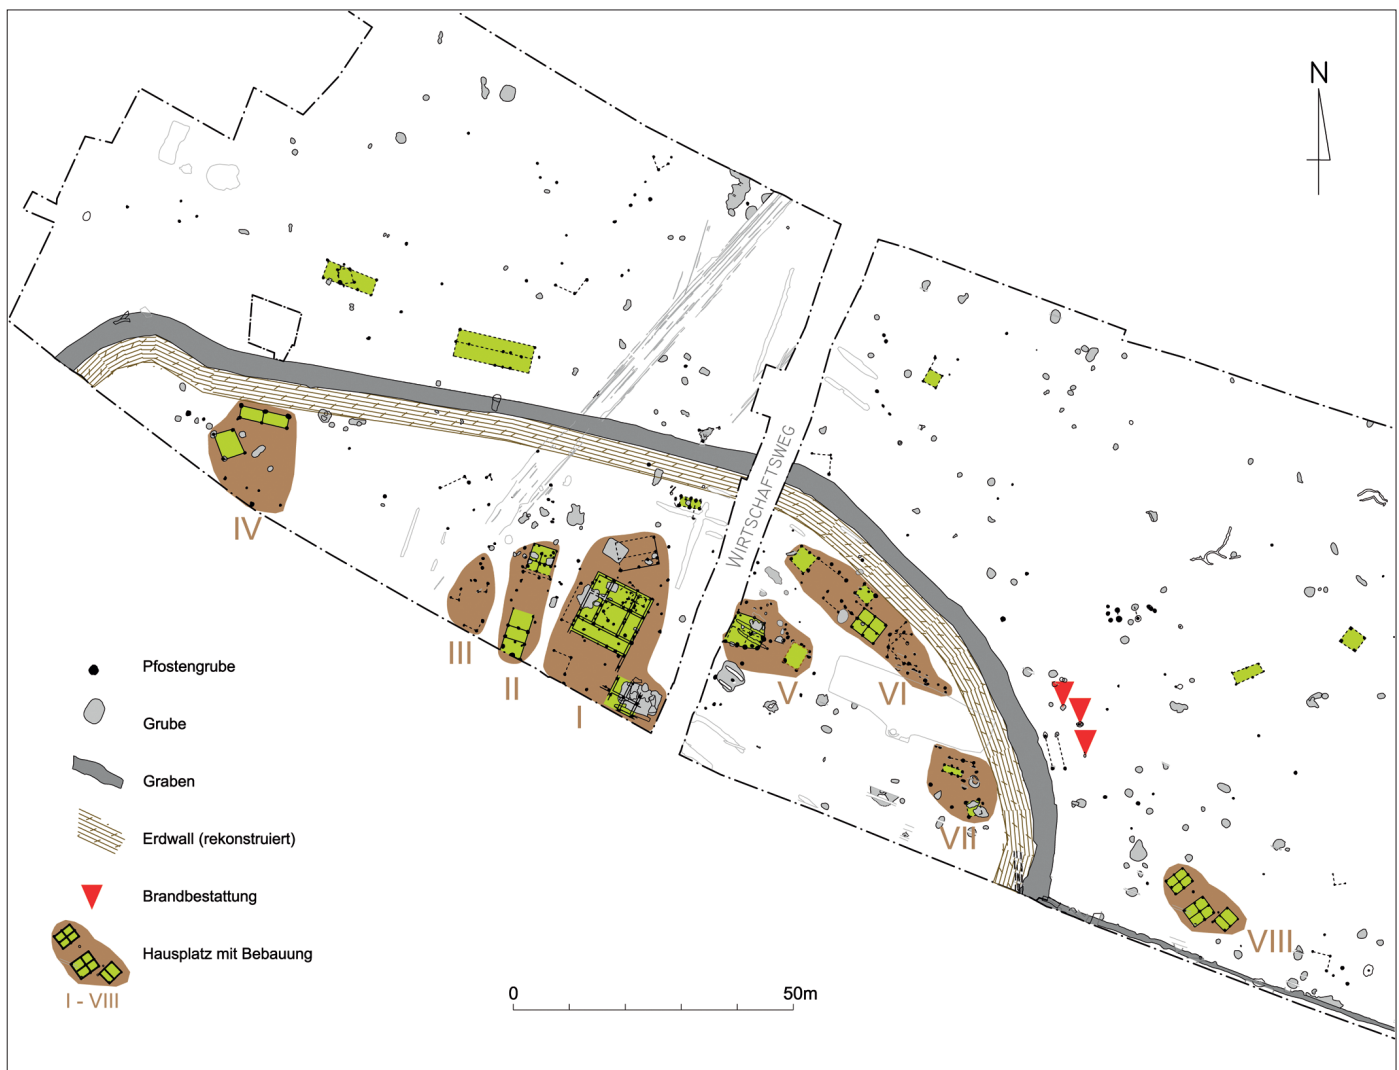 N
WIRTSCHAFTSWEG
IV
III
II
I
V
VI
VII
VIII
Pfostengrube
Grube
Graben
Erdwall (rekonstruiert)
Brandbestattung
Hausplatz mit Bebauung
I - VIII
0 50m